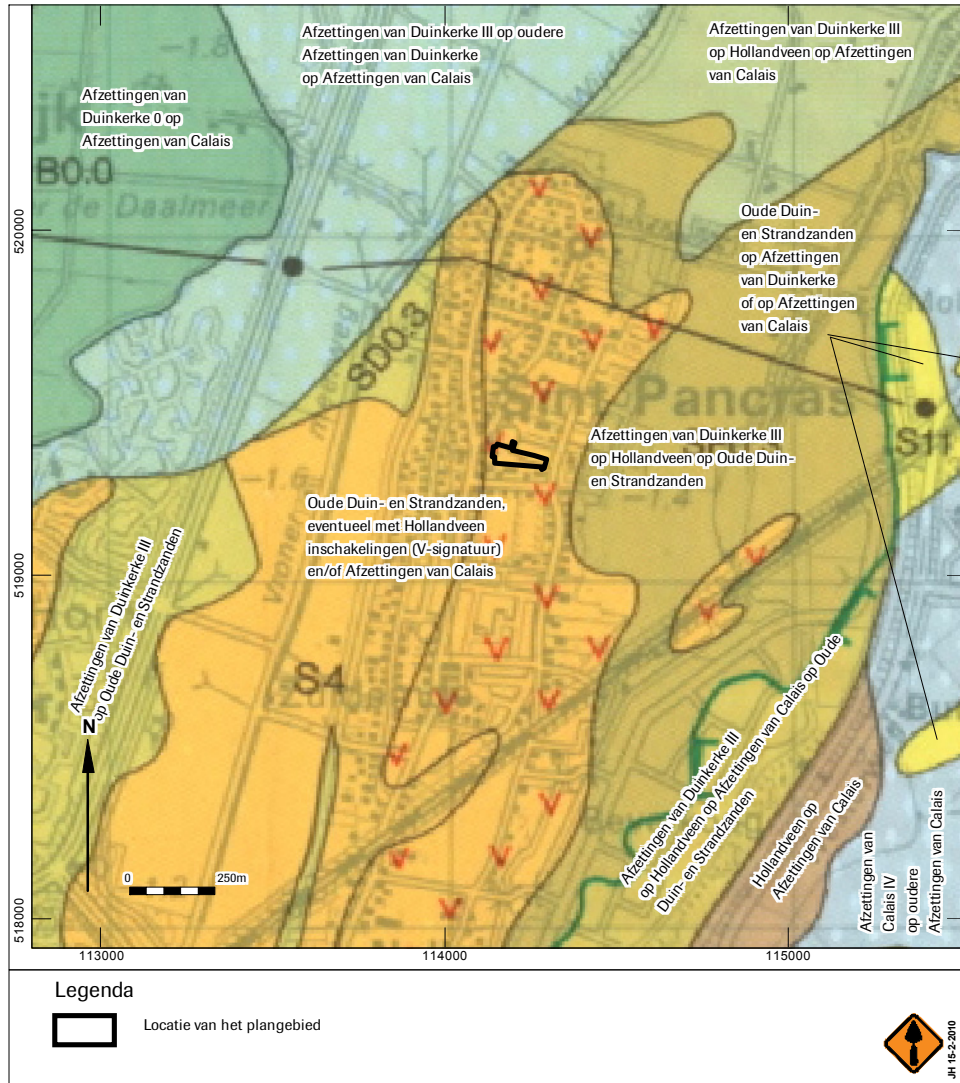 Afzettingen van Duinkerke III op oudere
Afzettingen van Duinkerke
op Afzettingen van Calais
Afzettingen van Duinkerke III
op Hollandveen op Afzettingen
van Calais
-1.8
Afzettingen van
Duinkerke 0 op
Afzettingen van Calais
B0.0
de Daalmeer
520000
Oude Duin-
en Strandzanden
op Afzettingen
van Duinkerke
of op Afzettingen
van Calais
SD0.3
Sint Pancras
S11
Afzettingen van Duinkerke III
op Hollandveen op Oude Duin-
en Strandzanden
Oude Duin- en Strandzanden,
eventueel met Hollandveen
inschakelingen (V-signatuur)
en/of Afzettingen van Calais
519000
Afzettingen van Duinkerke III
op Oude Duin- en Strandzanden
S4
N
0 250m
Afzettingen van Duinkerke III
op Hollandveen op Afzettingen van Calais op Oude
Duin- en Strandzanden
Hollandveen op
Afzettingen van Calais
Afzettingen van
Calais IV
op oudere
Afzettingen van Calais
518000
113000 114000 115000
Legenda
Locatie van het plangebied
JH 15-2-2010